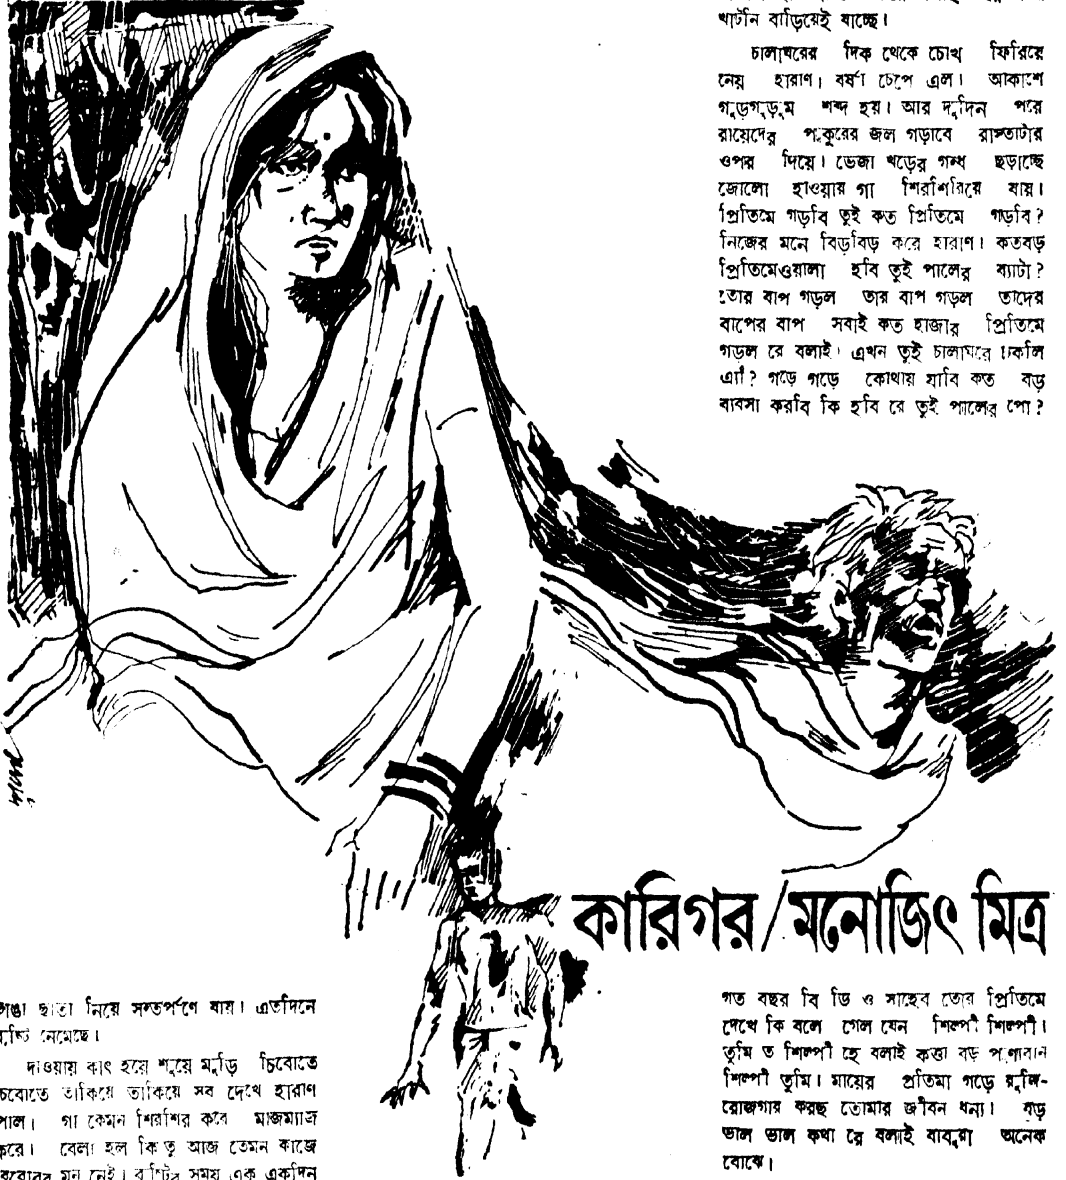 খাটনি বাড়িয়েই যাচ্ছে।
চালাঘরের দিক থেকে চোখ ফিরিয়ে
নেয় হারাণ। বর্ষা চেপে এল। আকাশে
গুড়গুড়ুম শব্দ হয়। আর দুদিন পরে
রায়েদের পুকুরের জল গড়াবে রাস্তাটার
ওপর দিয়ে। ভেজা খড়ের গন্ধ ছড়াচ্ছে
জোলো হাওয়ায় গা শিরশিরিয়ে যায়।
প্রিতিমে গড়বি তুই কত প্রিতিমে গড়বি?
নিজের মনে বিড়বিড় করে হারাণ। কতবড়
প্রিতিমেওয়ালা হবি তুই পালের ব্যাটা?
তোর বাপ গড়ল তার বাপ গড়ল তাদের
বাপের বাপ সবাই কত হাজার প্রিতিমে
গড়ল রে বলাই। এখন তুই চালাঘরে ঢুকলি
এ্যাঁ? গড়ে গড়ে কোথায় যাবি কত বড়
ব্যবসা করবি কি হবি রে তুই পালের পো?
কারিগর/মনোজিৎ মিত্র
ছাতা নিয়ে সন্তর্পণে যায়। এতদিনে
নেমেছে।
দাওয়ায় কাৎ হয়ে শুয়ে মুড়ি চিবোতে
চিবোতে তাকিয়ে তাকিয়ে সব দেখে হারাণ
পাল। গা কেমন শিরশির করে মাজম্যাজ
করে। বেলা হল কিন্তু আজ তেমন কাজে
মন নেই। বৃষ্টির সময় এক একদিন
গত বছর বি ডি ও সাহেব তোর প্রিতিমে
দেখে কি বলে গেল যেন শিল্পী শিল্পী।
তুমি ত শিল্পী হে বলাই কত্তা বড় পুণ্যবান
শিল্পী তুমি। মায়ের প্রতিমা গড়ে রুজি-
রোজগার করছ তোমার জীবন ধন্য। বড়
ভাল ভাল কথা রে বলাই বাবুরা অনেক
বোঝে।